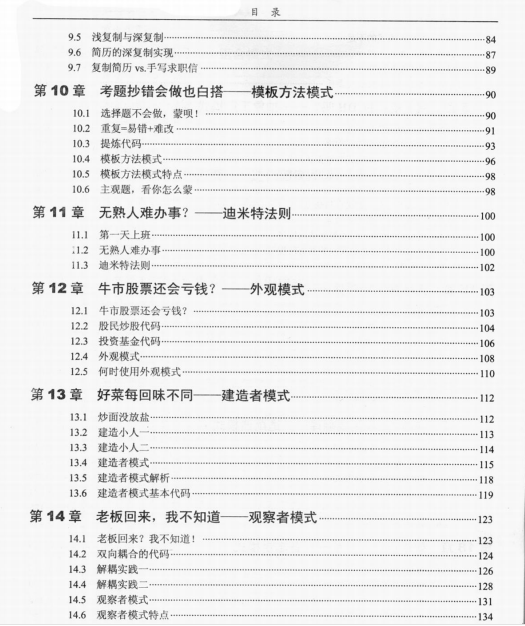 目 录
9.5 浅复制与深复制 84
9.6 简历的深复制实现 87
9.7 复制简历 vs.手写求职信 89
第 10 章 考题抄错会做也白搭——模板方法模式 90
10.1 选择题不会做，蒙呗！ 90
10.2 重复=易错+难改 91
10.3 提炼代码 93
10.4 模板方法模式 96
10.5 模板方法模式特点 98
10.6 主观题，看你怎么蒙 98
第 11 章 无熟人难办事？——迪米特法则 100
11.1 第一天上班 100
11.2 无熟人难办事 100
11.3 迪米特法则 102
第 12 章 牛市股票还会亏钱？——外观模式 103
12.1 牛市股票还会亏钱？ 103
12.2 股民炒股代码 104
12.3 投资基金代码 106
12.4 外观模式 108
12.5 何时使用外观模式 110
第 13 章 好菜每回味不同——建造者模式 112
13.1 炒面没放盐 112
13.2 建造小人一 113
13.3 建造小人二 114
13.4 建造者模式 115
13.5 建造者模式解析 118
13.6 建造者模式基本代码 119
第 14 章 老板回来，我不知道——观察者模式 123
14.1 老板回来？我不知道！ 123
14.2 双向耦合的代码 124
14.3 解耦实践一 126
14.4 解耦实践二 128
14.5 观察者模式 131
14.6 观察者模式特点 134